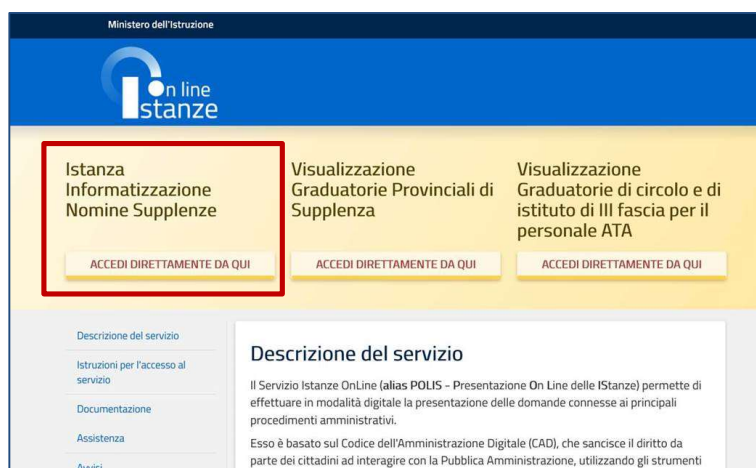 Ministero dell'Istruzione
On line
Istanze
Istanza
Informatizzazione
Nomine Supplenze
ACCEDI DIRETTAMENTE DA QUI
Visualizzazione
Graduatorie Provinciali di
Supplenza
ACCEDI DIRETTAMENTE DA QUI
Visualizzazione
Graduatorie di circolo e di
istituto di III fascia per il
personale ATA
ACCEDI DIRETTAMENTE DA QUI
Descrizione del servizio
Istruzioni per l'accesso al
servizio
Documentazione
Assistenza
Avvisi
Descrizione del servizio
Il Servizio Istanze OnLine (alias POLIS - Presentazione On Line delle IStanze) permette di
effettuare in modalità digitale la presentazione delle domande connesse ai principali
procedimenti amministrativi.
Esso è basato sul Codice dell'Amministrazione Digitale (CAD), che sancisce il diritto da
parte dei cittadini ad interagire con la Pubblica Amministrazione, utilizzando gli strumenti